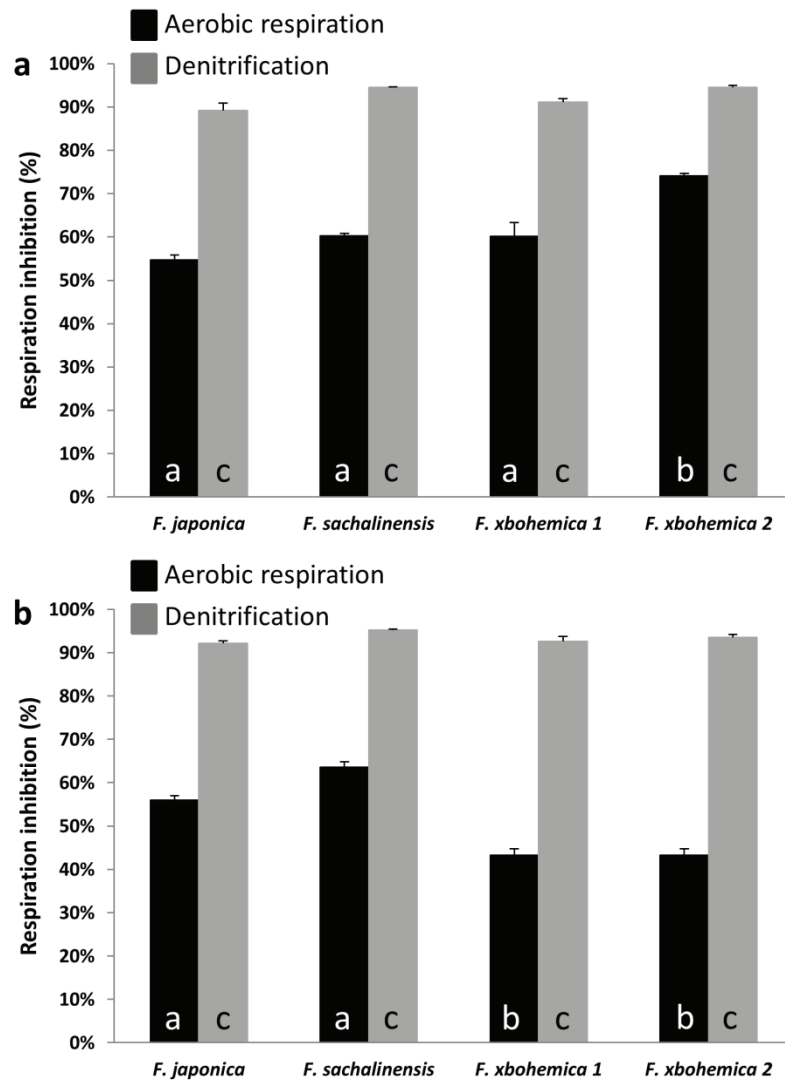 Aerobic respiration
a
Denitrification
100%
90%
80%
70%
60%
50%
40%
30%
20%
10%
0%
Respiration inhibition (%)
a c a c a c b c
F. japonica F. sachalinensis F. xbohemica 1 F. xbohemica 2
Aerobic respiration
b
Denitrification
100%
90%
80%
70%
60%
50%
40%
30%
20%
10%
0%
Respiration inhibition (%)
a c a c b c b c
F. japonica F. sachalinensis F. xbohemica 1 F. xbohemica 2